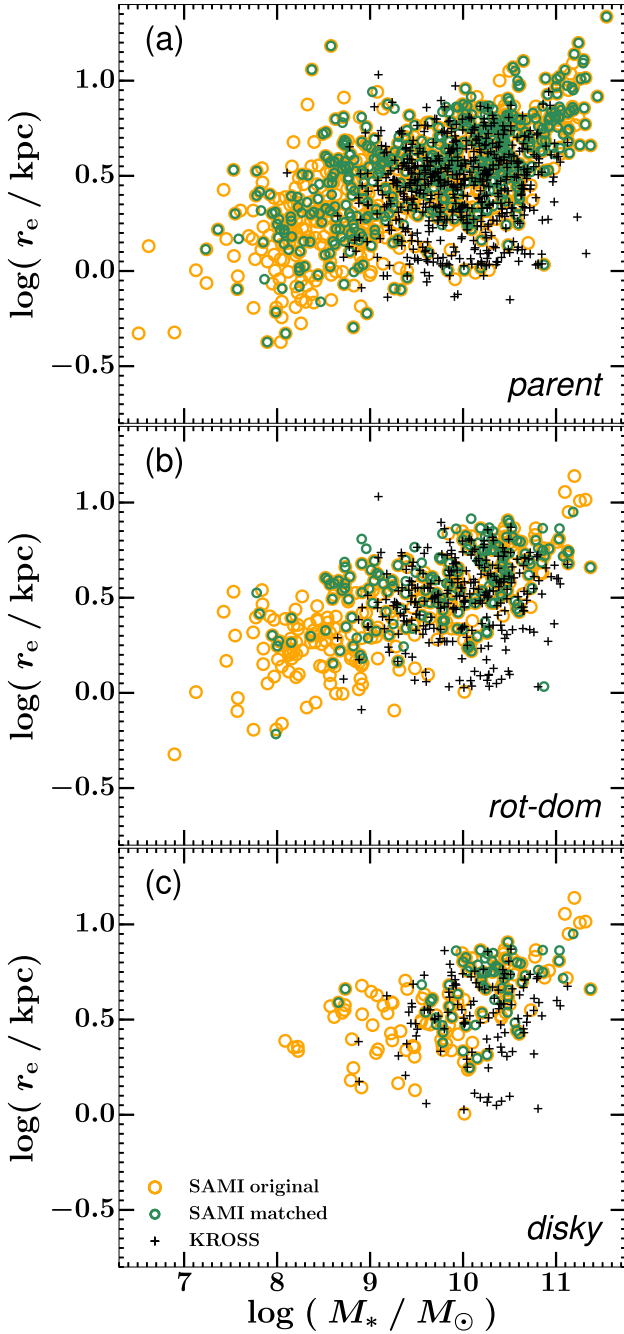 (a)
1.0
0.5
0.0
−0.5
log( r_e / kpc)
parent
(b)
1.0
0.5
0.0
−0.5
log( r_e / kpc)
rot-dom
(c)
1.0
0.5
0.0
−0.5
log( r_e / kpc)
SAMI original
SAMI matched
KROSS
disky
7 8 9 10 11
log ( M_* / M_⊙ )